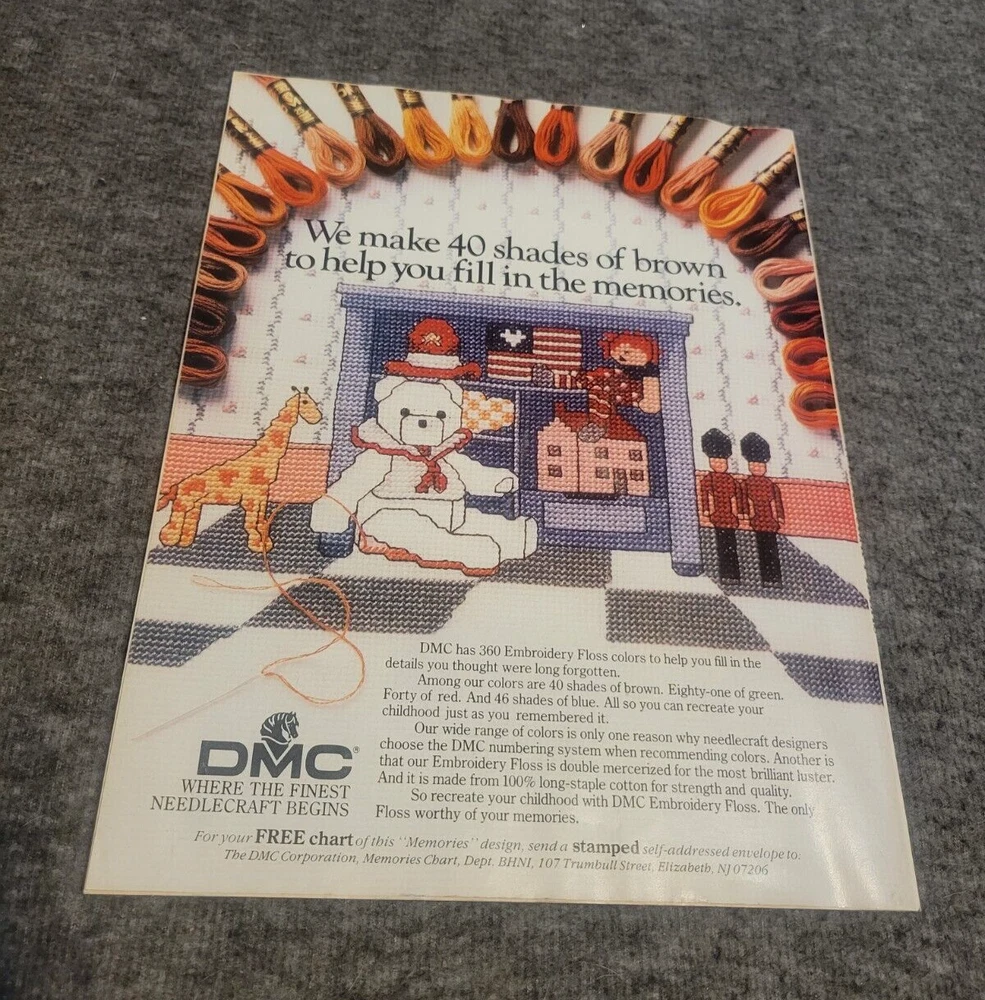 We make 40 shades of brown
to help you fill in the memories.
DMC has 360 Embroidery Floss colors to help you fill in the
details you thought were long forgotten.
Among our colors are 40 shades of brown. Eighty-one of green.
Forty of red. And 46 shades of blue. All so you can recreate your
childhood just as you remembered it.
Our wide range of colors is only one reason why needlecraft designers
choose the DMC numbering system when recommending colors. Another is
that our Embroidery Floss is double mercerized for the most brilliant luster.
And it is made from 100% long-staple cotton for strength and quality.
So recreate your childhood with DMC Embroidery Floss. The only
Floss worthy of your memories.
DMC®
WHERE THE FINEST
NEEDLECRAFT BEGINS
For your FREE chart of this "Memories" design, send a stamped self-addressed envelope to:
The DMC Corporation, Memories Chart, Dept. BHNI, 107 Trumbull Street, Elizabeth, NJ 07206